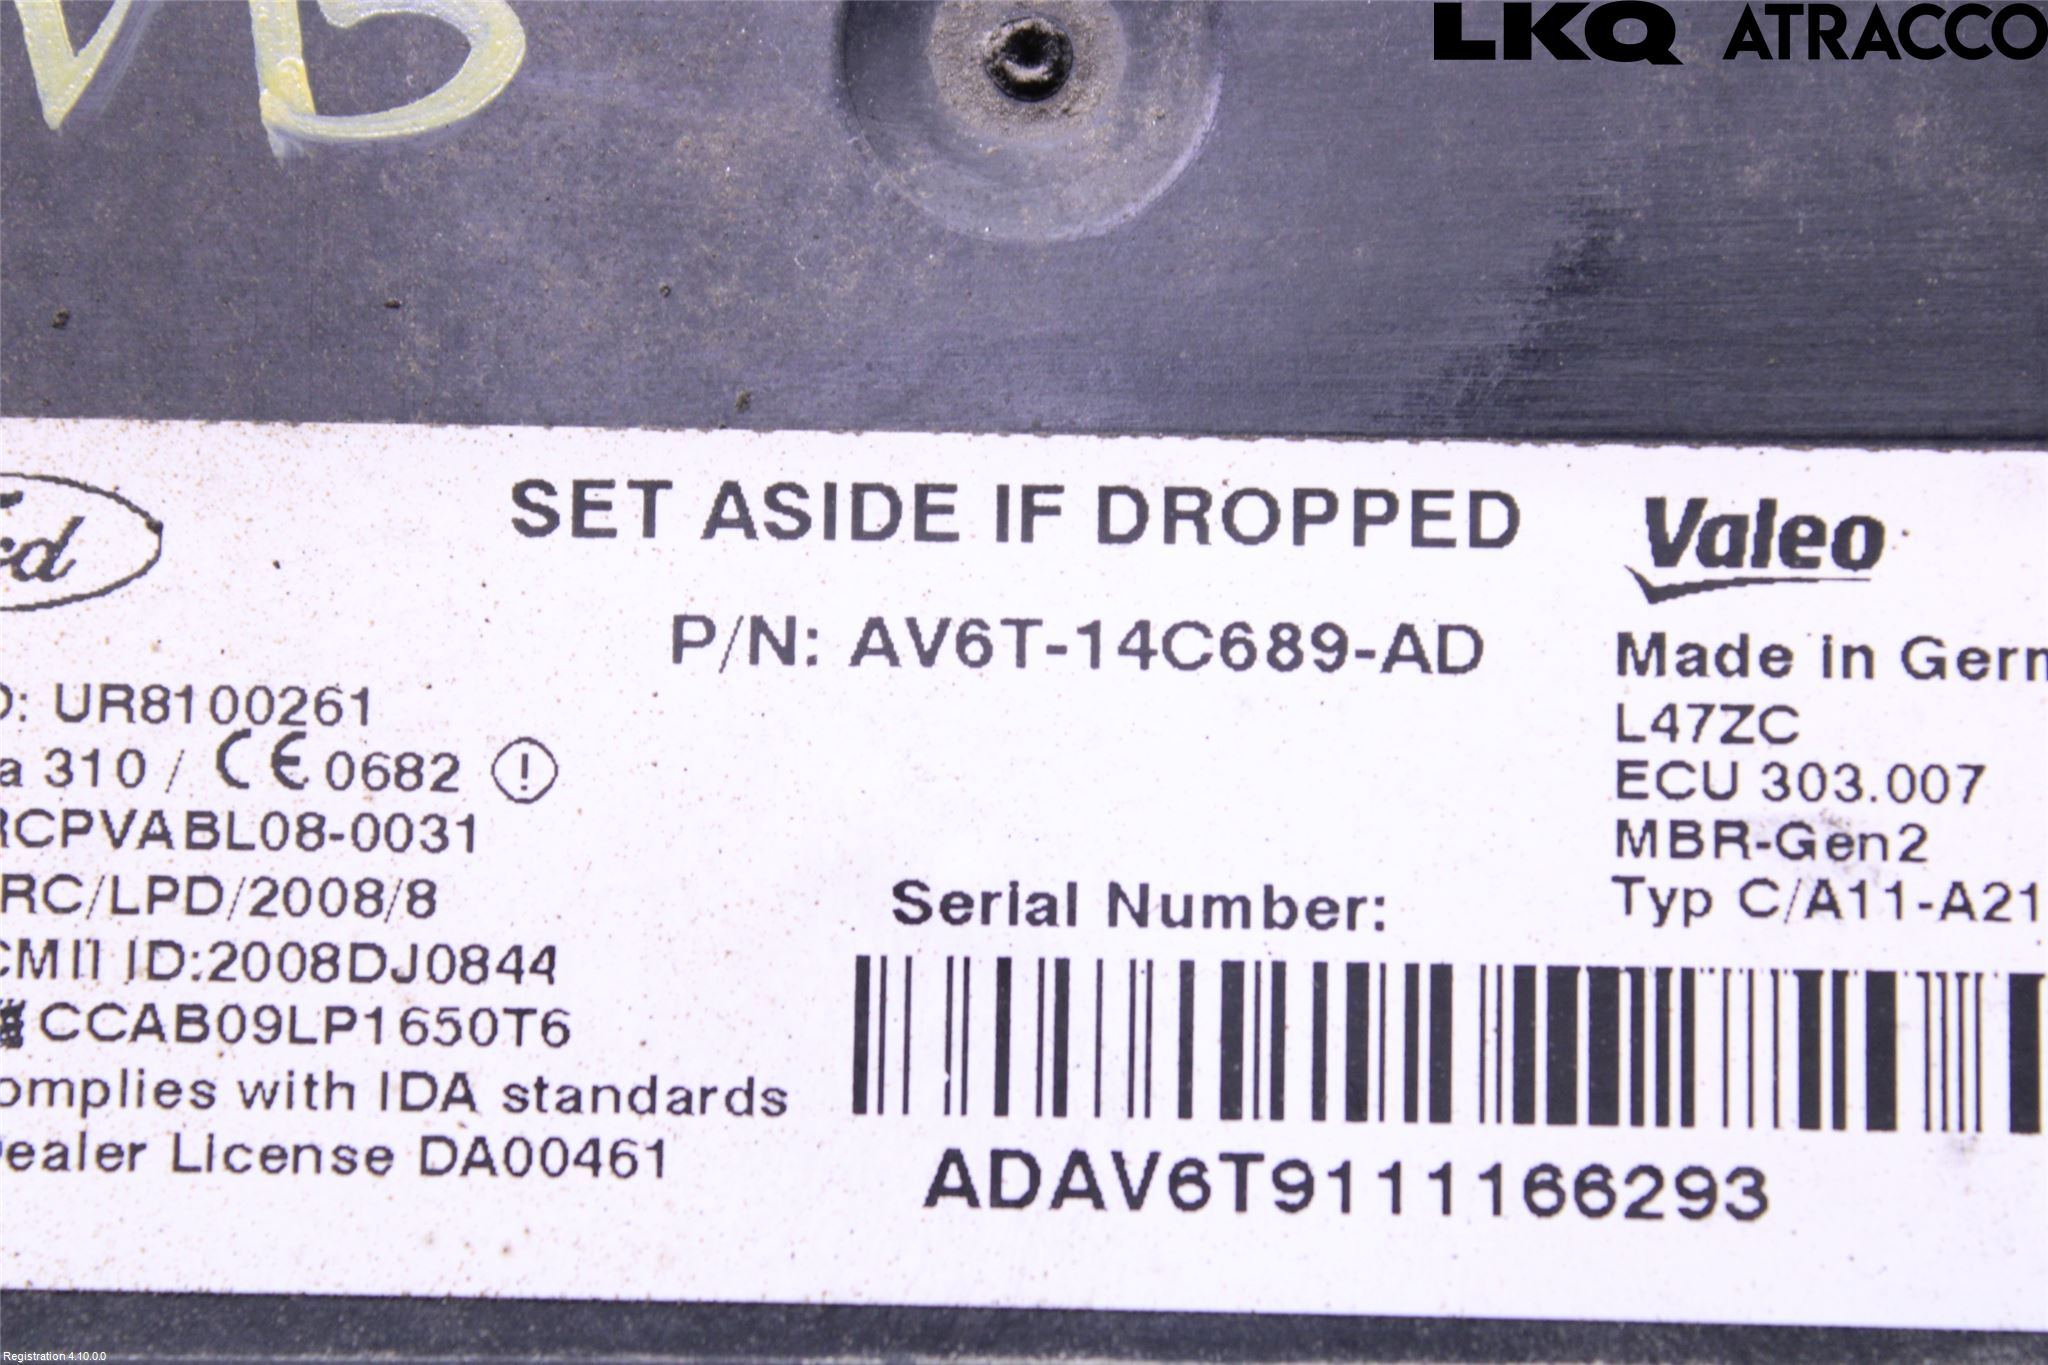 LKQ ATRACCO
VB
Ford
SET ASIDE IF DROPPED
Valeo
P/N: AV6T-14C689-AD
Made in Germ
D: UR8100261
L47ZC
a 310 / CE 0682 !
ECU 303.007
RCPVABL08-0031
MBR-Gen2
RC/LPD/2008/8
Serial Number:
Typ C/A11-A21
ID:2008DJ0844
CCAB09LP1650T6
omplies with IDA standards
ealer License DA00461
ADAV6T9111166293
Registration 4.10.0.0